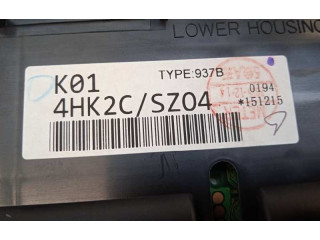 LOWER HOUSING
K01
TYPE:937B
4HK2C/SZ04
0194
*151215